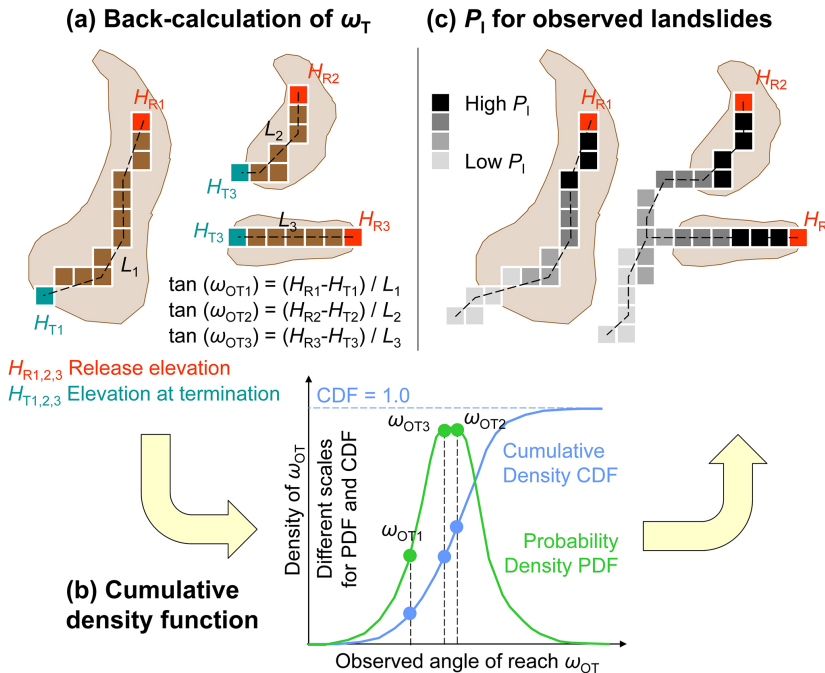 (a) Back-calculation of ωT
(c) PI for observed landslides
HR1
HR2
L2
HT3
HT3
L3
HR3
L1
HT1
tan (ωOT1) = (HR1-HT1) / L1
tan (ωOT2) = (HR2-HT2) / L2
tan (ωOT3) = (HR3-HT3) / L3
High PI
Low PI
HR1
HR2
HR
HR1,2,3 Release elevation
HT1,2,3 Elevation at termination
CDF = 1.0
ωOT3
ωOT2
ωOT1
Cumulative
Density CDF
Probability
Density PDF
Density of ωOT
Different scales
for PDF and CDF
(b) Cumulative
density function
Observed angle of reach ωOT